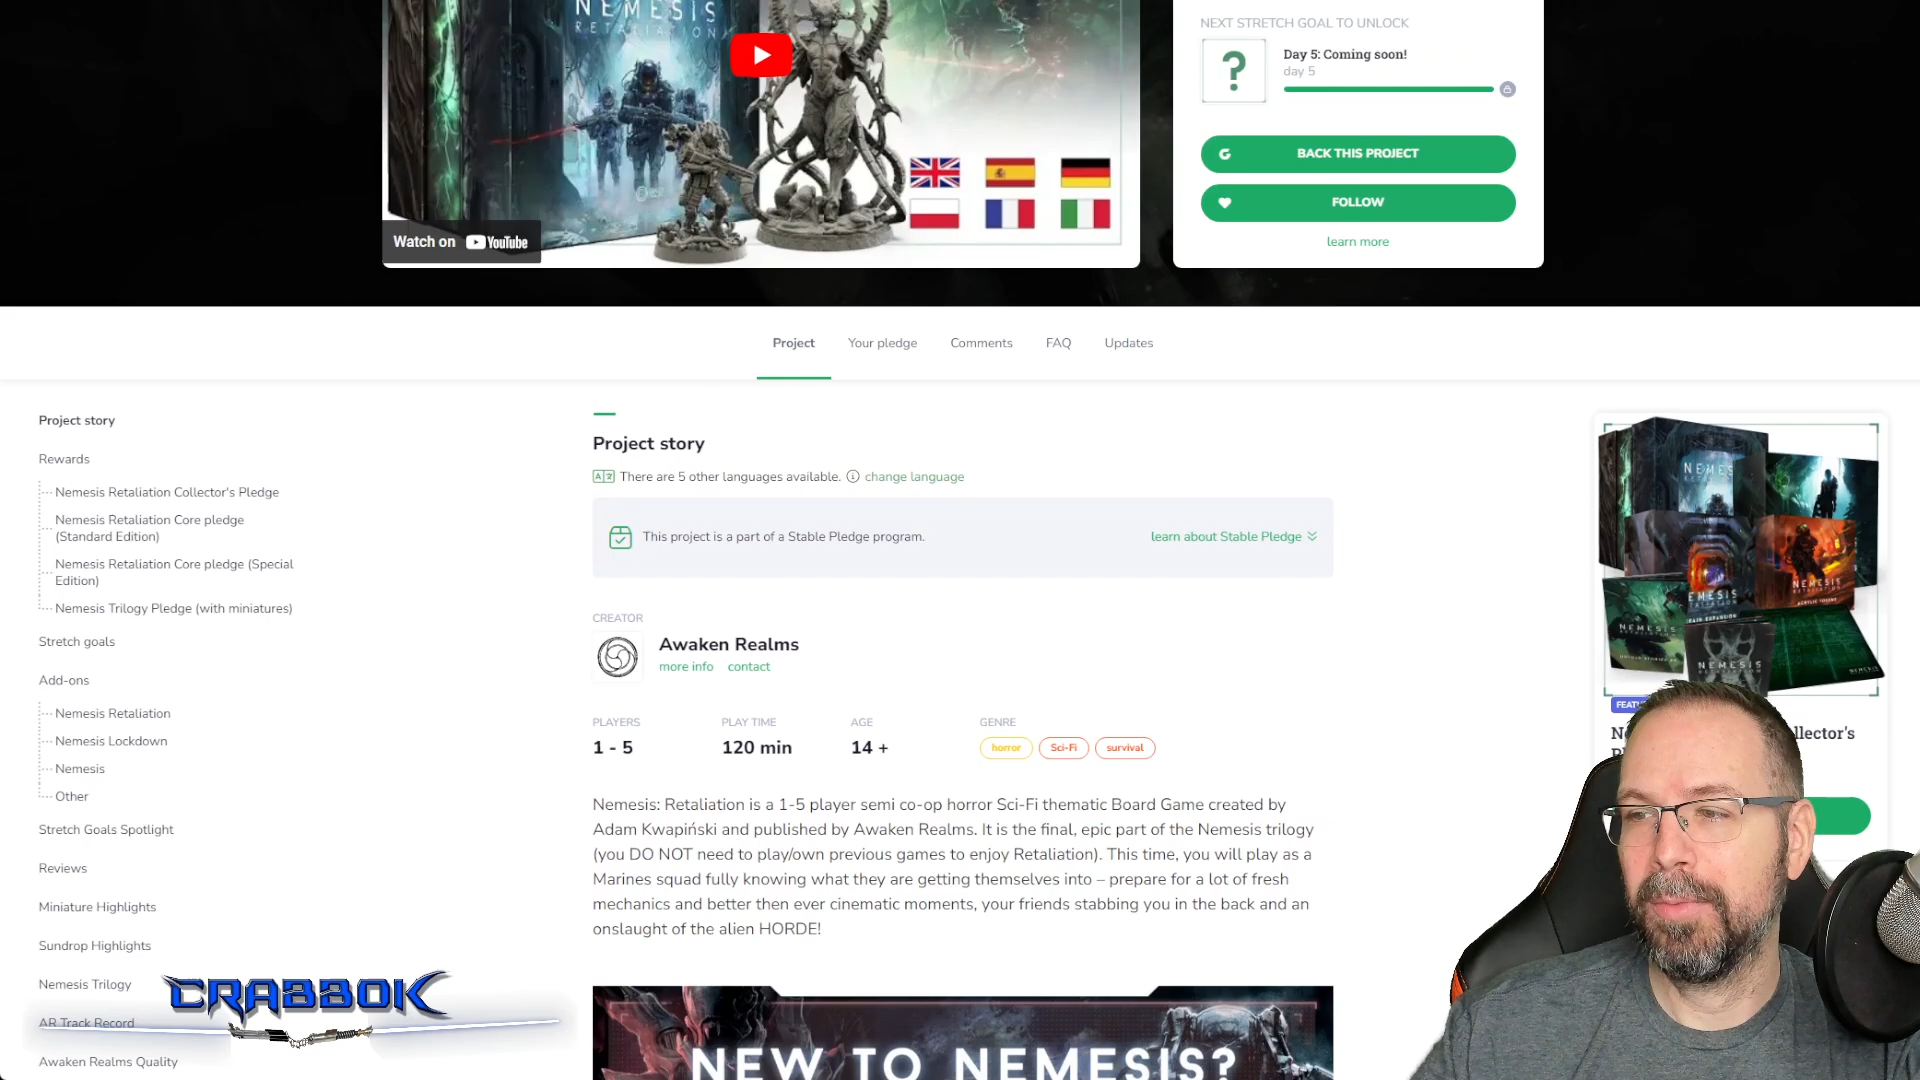 NEMESIS
RETALIATION
Watch on YouTube
NEXT STRETCH GOAL TO UNLOCK
?
Day 5: Coming soon!
day 5
BACK THIS PROJECT
FOLLOW
learn more
Project
Your pledge
Comments
FAQ
Updates
Project story
Rewards
Nemesis Retaliation Collector's Pledge
Nemesis Retaliation Core pledge
(Standard Edition)
Nemesis Retaliation Core pledge (Special
Edition)
Nemesis Trilogy Pledge (with miniatures)
Stretch goals
Add-ons
Nemesis Retaliation
Nemesis Lockdown
Nemesis
Other
Stretch Goals Spotlight
Reviews
Miniature Highlights
Sundrop Highlights
Nemesis Trilogy
AR Track Record
Awaken Realms Quality
CRABBOK
Project story
There are 5 other languages available. change language
This project is a part of a Stable Pledge program.
learn about Stable Pledge
CREATOR
Awaken Realms
more info contact
PLAYERS
1 - 5
PLAY TIME
120 min
AGE
14 +
GENRE
horror
Sci-Fi
survival
Nemesis: Retaliation is a 1-5 player semi co-op horror Sci-Fi thematic Board Game created by
Adam Kwapiński and published by Awaken Realms. It is the final, epic part of the Nemesis trilogy
(you DO NOT need to play/own previous games to enjoy Retaliation). This time, you will play as a
Marines squad fully knowing what they are getting themselves into – prepare for a lot of fresh
mechanics and better then ever cinematic moments, your friends stabbing you in the back and an
onslaught of the alien HORDE!
NEW TO NEMESIS?
NEMES
NEMESIS
NEMESIS
RETALIATION